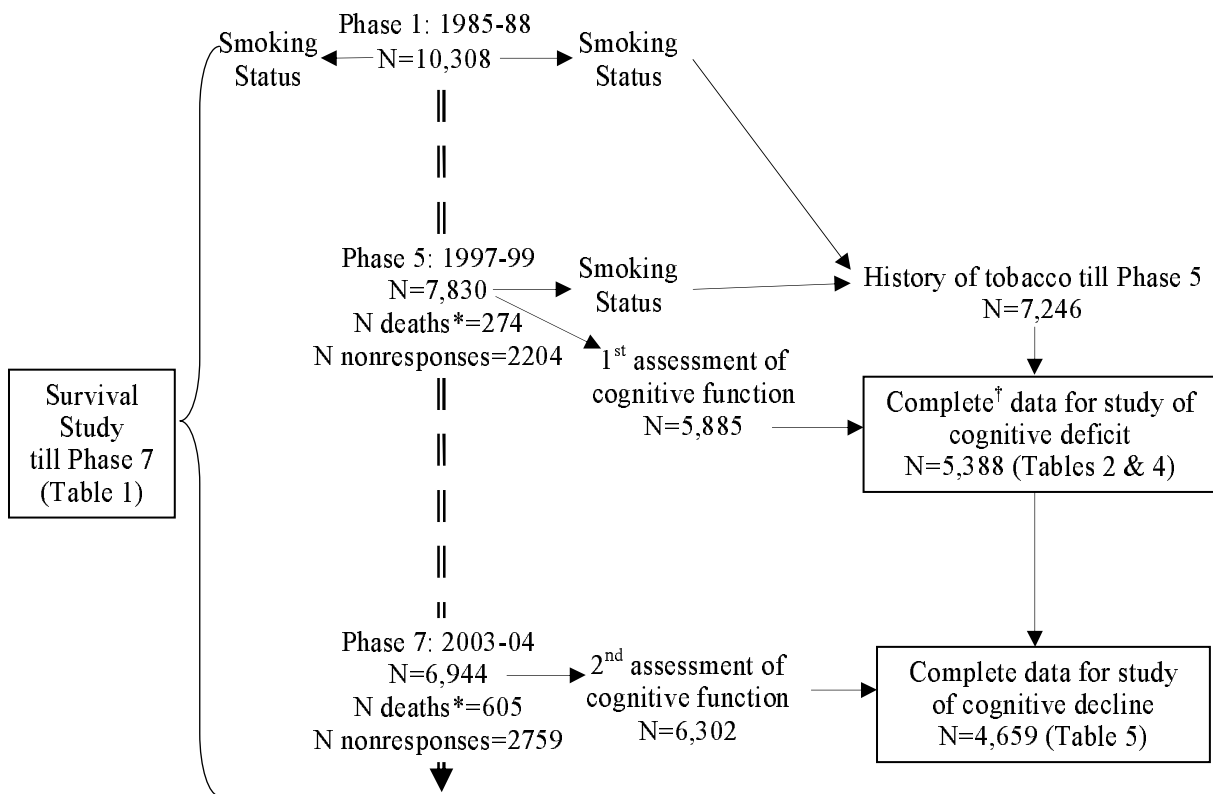 Phase 1: 1985-88
N=10,308
Smoking
Status
Smoking
Status
Phase 5: 1997-99
N=7,830
N deaths*=274
N nonresponses=2204
Smoking
Status
History of tobacco till Phase 5
N=7,246
1st assessment of
cognitive function
N=5,885
Survival
Study
till Phase 7
(Table 1)
Complete† data for study of
cognitive deficit
N=5,388 (Tables 2 & 4)
Phase 7: 2003-04
N=6,944
N deaths*=605
N nonresponses=2759
2nd assessment of
cognitive function
N=6,302
Complete data for study
of cognitive decline
N=4,659 (Table 5)